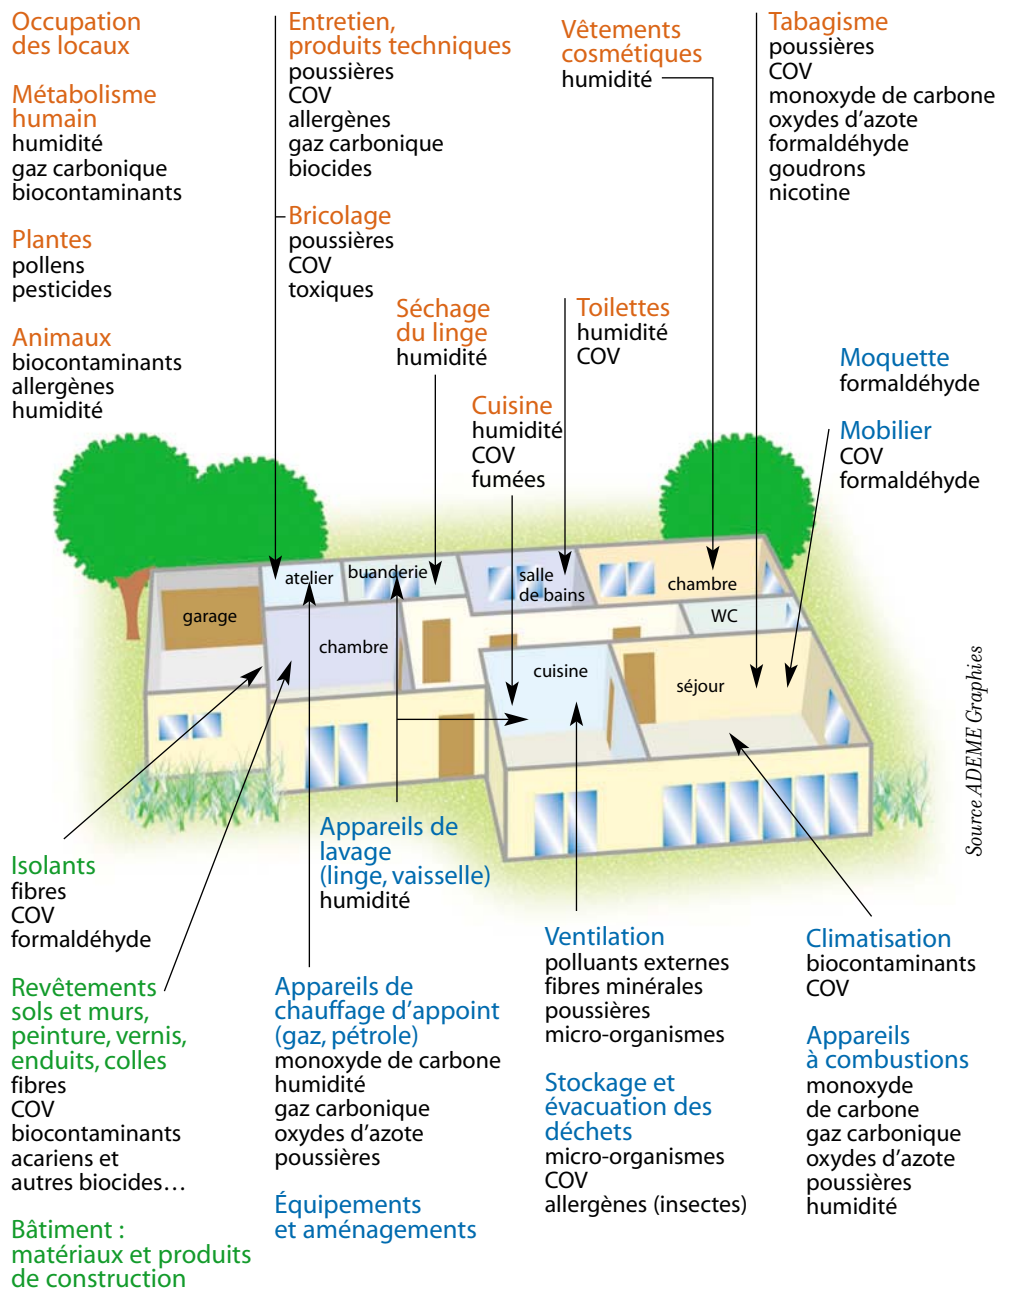 Occupation
des locaux
Métabolisme
humain
humidité
gaz carbonique
biocontaminants
Plantes
pollens
pesticides
Animaux
biocontaminants
allergènes
humidité
Entretien,
produits techniques
poussières
COV
allergènes
gaz carbonique
biocides
Bricolage
poussières
COV
toxiques
Séchage
du linge
humidité
Cuisine
humidité
COV
fumées
Vêtements
cosmétiques
humidité
Toilettes
humidité
COV
Tabagisme
poussières
COV
monoxyde de carbone
oxydes d'azote
formaldéhyde
goudrons
nicotine
Moquette
formaldéhyde
Mobilier
COV
formaldéhyde
garage
atelier
buanderie
salle
de bains
chambre
WC
chambre
cuisine
séjour
Source ADEME Graphies
Isolants
fibres
COV
formaldéhyde
Revêtements
sols et murs,
peinture, vernis,
enduits, colles
fibres
COV
biocontaminants
acariens et
autres biocides…
Bâtiment :
matériaux et produits
de construction
Appareils de
lavage
(linge, vaisselle)
humidité
Appareils de
chauffage d'appoint
(gaz, pétrole)
monoxyde de carbone
humidité
gaz carbonique
oxydes d'azote
poussières
Équipements
et aménagements
Ventilation
polluants externes
fibres minérales
poussières
micro-organismes
Stockage et
évacuation des
déchets
micro-organismes
COV
allergènes (insectes)
Climatisation
biocontaminants
COV
Appareils
à combustions
monoxyde
de carbone
gaz carbonique
oxydes d'azote
poussières
humidité